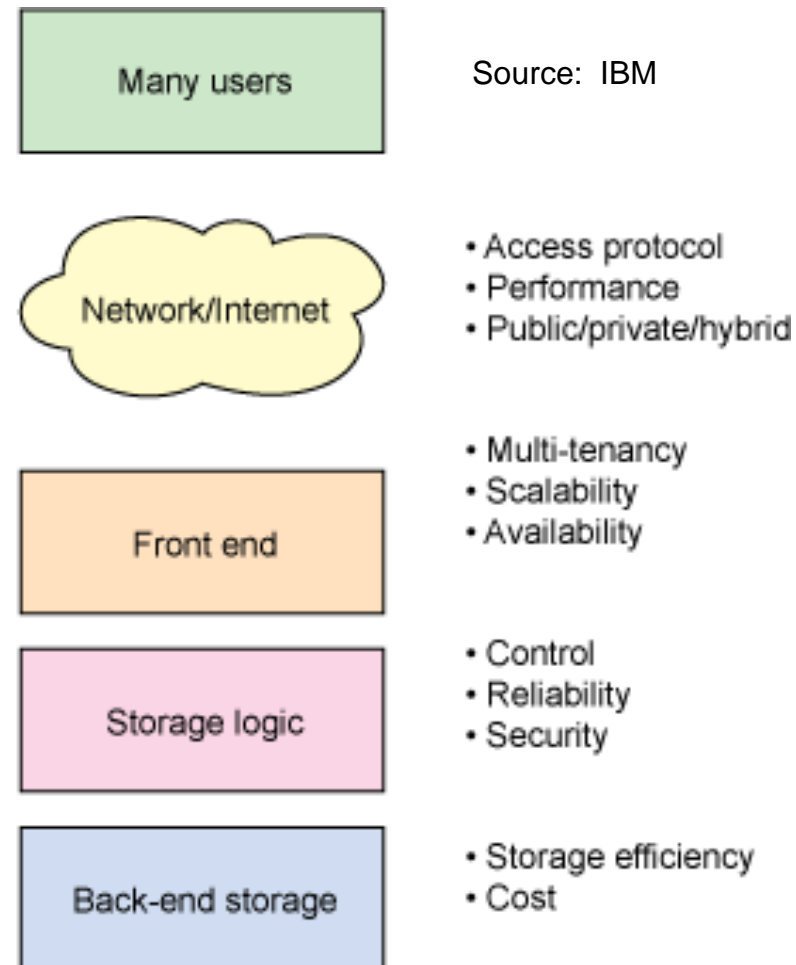 Many users
Source: IBM
Network/Internet
• Access protocol
• Performance
• Public/private/hybrid
Front end
• Multi-tenancy
• Scalability
• Availability
Storage logic
• Control
• Reliability
• Security
Back-end storage
• Storage efficiency
• Cost